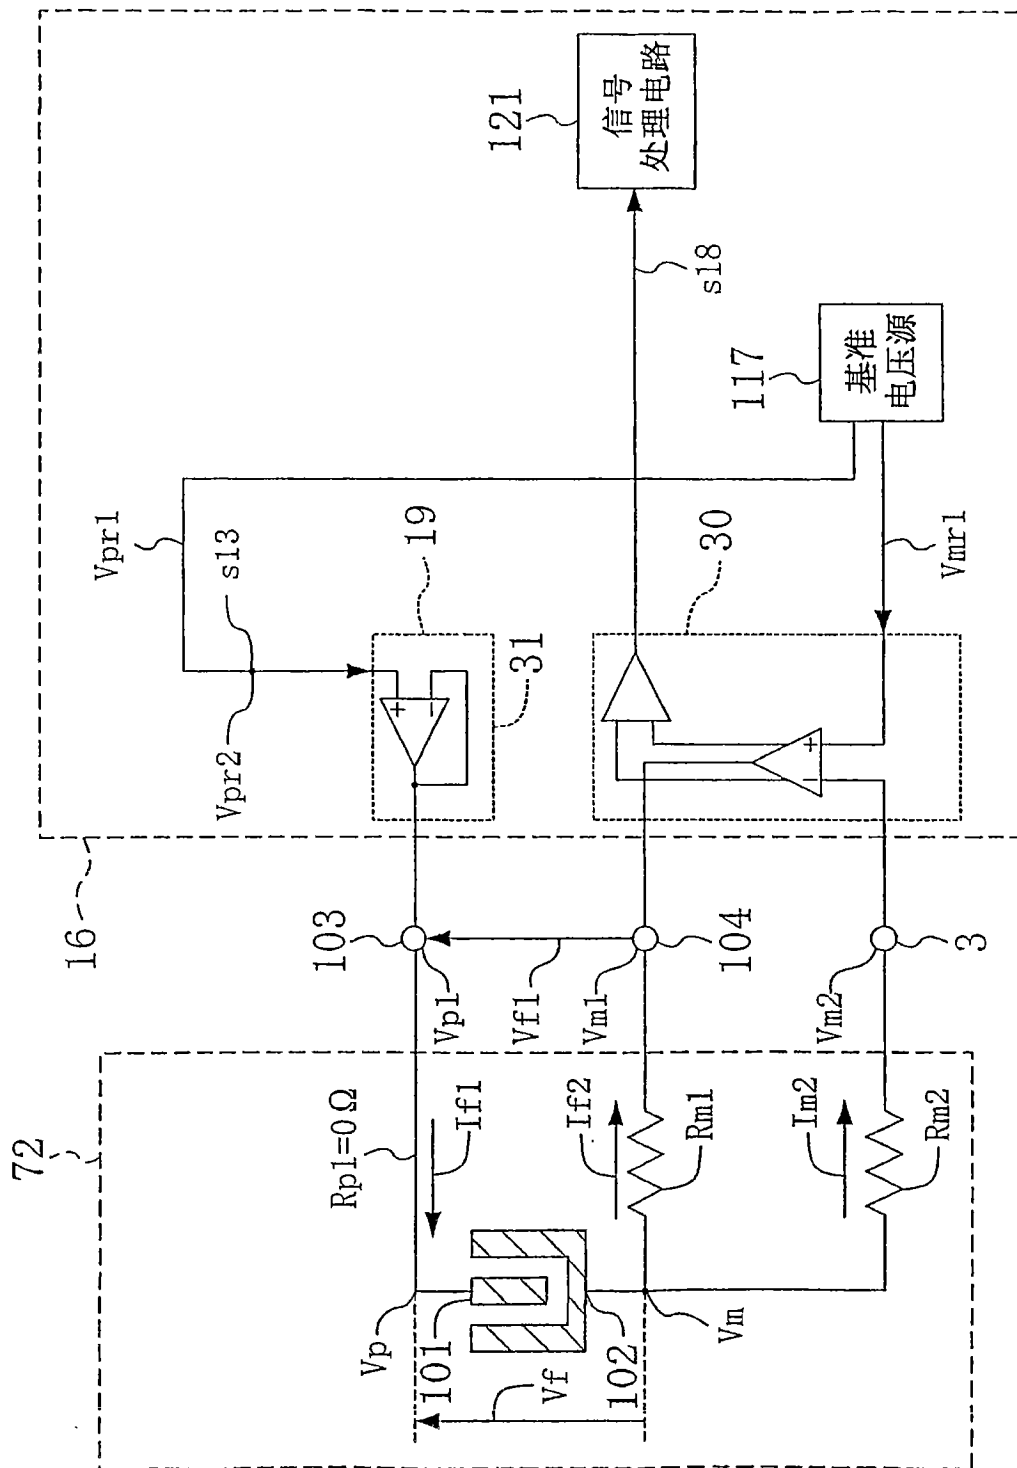 72
16
Vpr1
Vpr2
s13
103
Rp1=0Ω
Vp
19
101
Vp1
If1
121
Vf1
31
Vf
If2
Vm1
信号
处理电路
102
Rm1
s18
30
Vm
104
117
Im2
Vm2
基准
电压源
Rm2
Vmr1
3